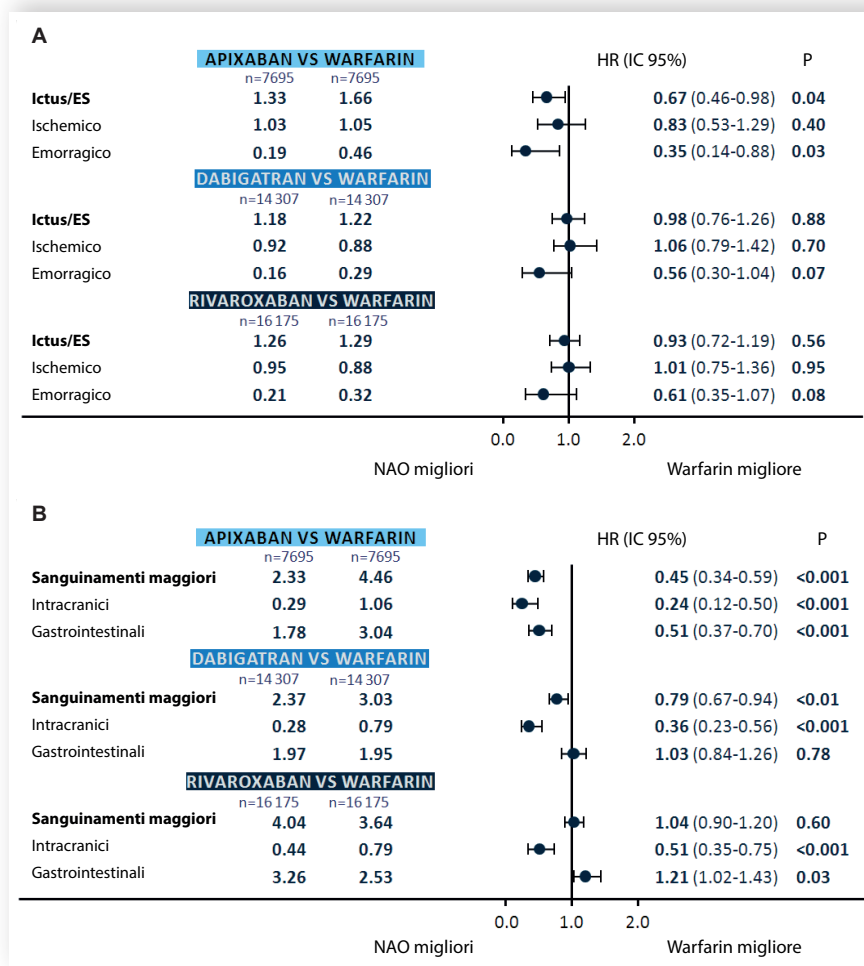 A
APIXABAN VS WARFARIN HR (IC 95%) P
n=7695 n=7695
Ictus/ES 1.33 1.66 0.67 (0.46-0.98) 0.04
Ischemico 1.03 1.05 0.83 (0.53-1.29) 0.40
Emorragico 0.19 0.46 0.35 (0.14-0.88) 0.03
DABIGATRAN VS WARFARIN
n=14 307 n=14 307
Ictus/ES 1.18 1.22 0.98 (0.76-1.26) 0.88
Ischemico 0.92 0.88 1.06 (0.79-1.42) 0.70
Emorragico 0.16 0.29 0.56 (0.30-1.04) 0.07
RIVAROXABAN VS WARFARIN
n=16 175 n=16 175
Ictus/ES 1.26 1.29 0.93 (0.72-1.19) 0.56
Ischemico 0.95 0.88 1.01 (0.75-1.36) 0.95
Emorragico 0.21 0.32 0.61 (0.35-1.07) 0.08
0.0 1.0 2.0
NAO migliori Warfarin migliore
B
APIXABAN VS WARFARIN HR (IC 95%) P
n=7695 n=7695
Sanguinamenti maggiori 2.33 4.46 0.45 (0.34-0.59) <0.001
Intracranici 0.29 1.06 0.24 (0.12-0.50) <0.001
Gastrointestinali 1.78 3.04 0.51 (0.37-0.70) <0.001
DABIGATRAN VS WARFARIN
n=14 307 n=14 307
Sanguinamenti maggiori 2.37 3.03 0.79 (0.67-0.94) <0.01
Intracranici 0.28 0.79 0.36 (0.23-0.56) <0.001
Gastrointestinali 1.97 1.95 1.03 (0.84-1.26) 0.78
RIVAROXABAN VS WARFARIN
n=16 175 n=16 175
Sanguinamenti maggiori 4.04 3.64 1.04 (0.90-1.20) 0.60
Intracranici 0.44 0.79 0.51 (0.35-0.75) <0.001
Gastrointestinali 3.26 2.53 1.21 (1.02-1.43) 0.03
0.0 1.0 2.0
NAO migliori Warfarin migliore